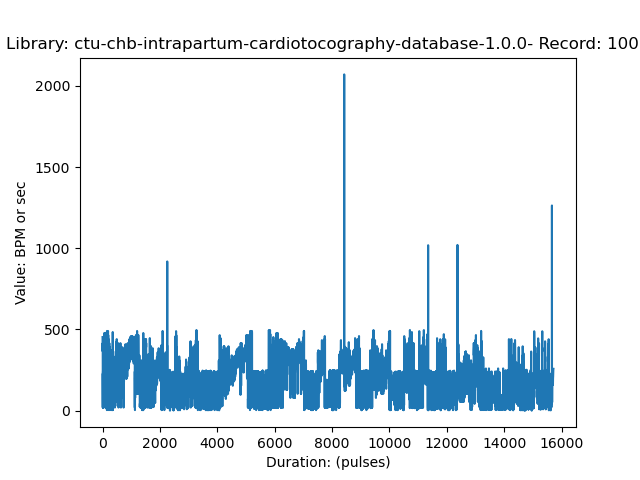 Library: ctu-chb-intrapartum-cardiotocography-database-1.0.0- Record: 100
2000
1500
1000
500
0
Value: BPM or sec
0 2000 4000 6000 8000 10000 12000 14000 16000
Duration: (pulses)